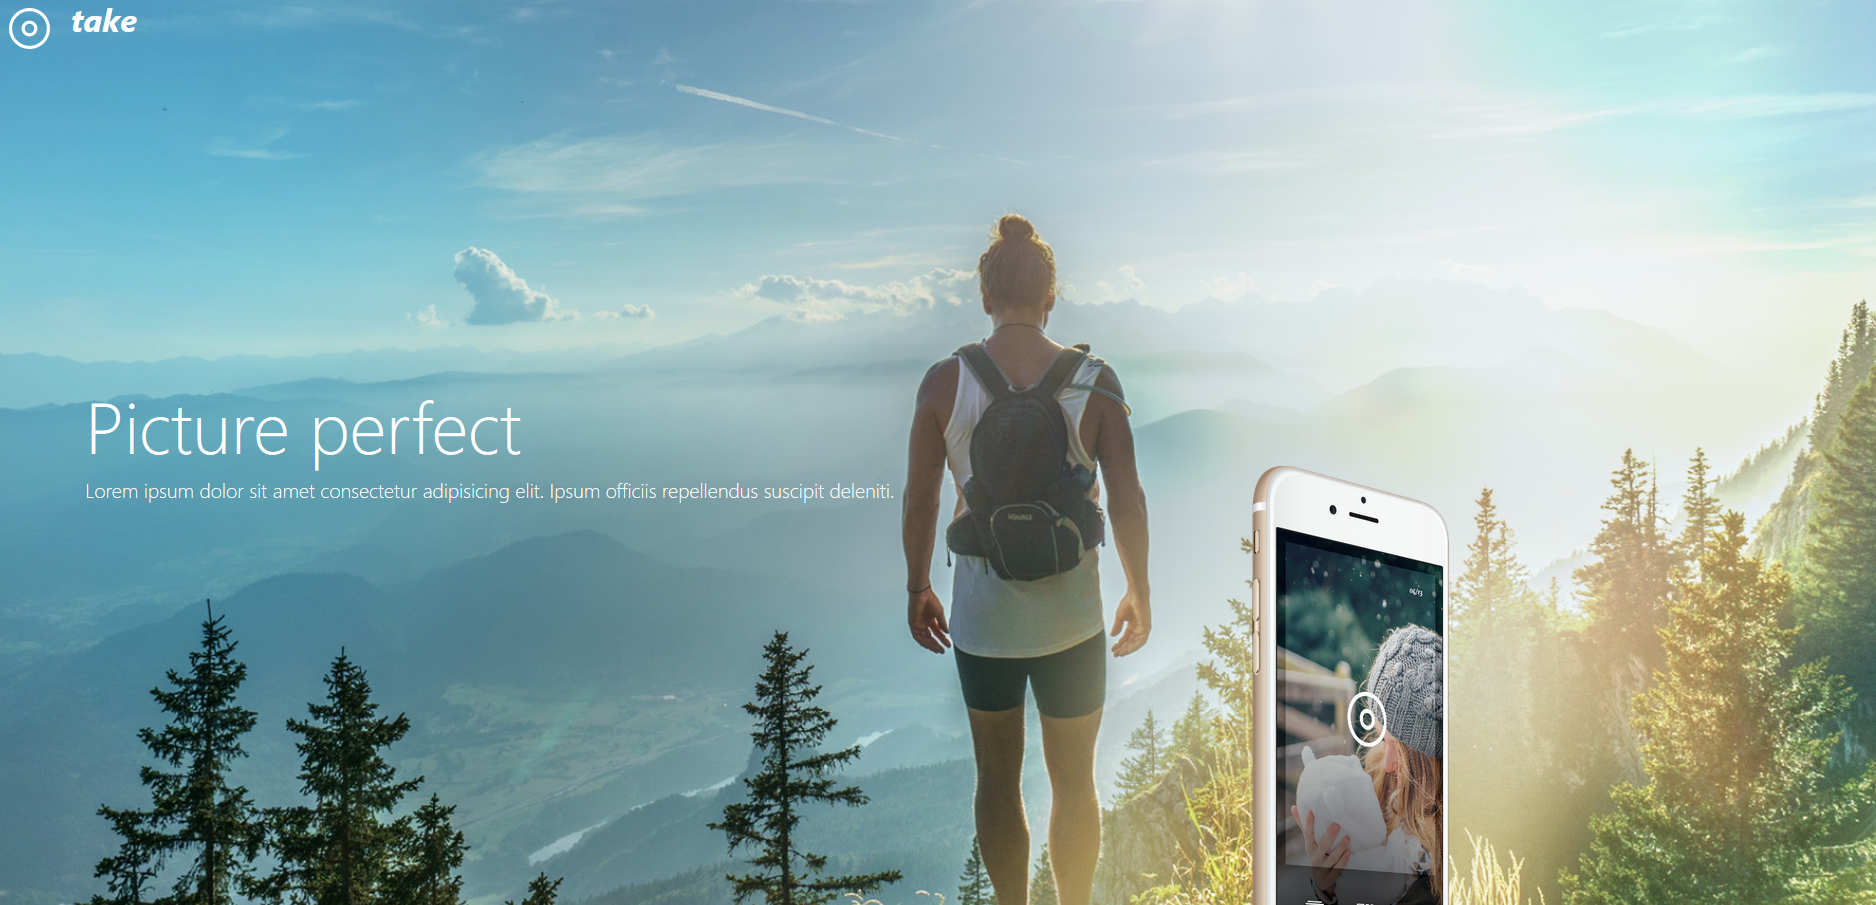 take
Picture perfect
Lorem ipsum dolor sit amet consectetur adipisicing elit. Ipsum officiis repellendus suscipit deleniti.